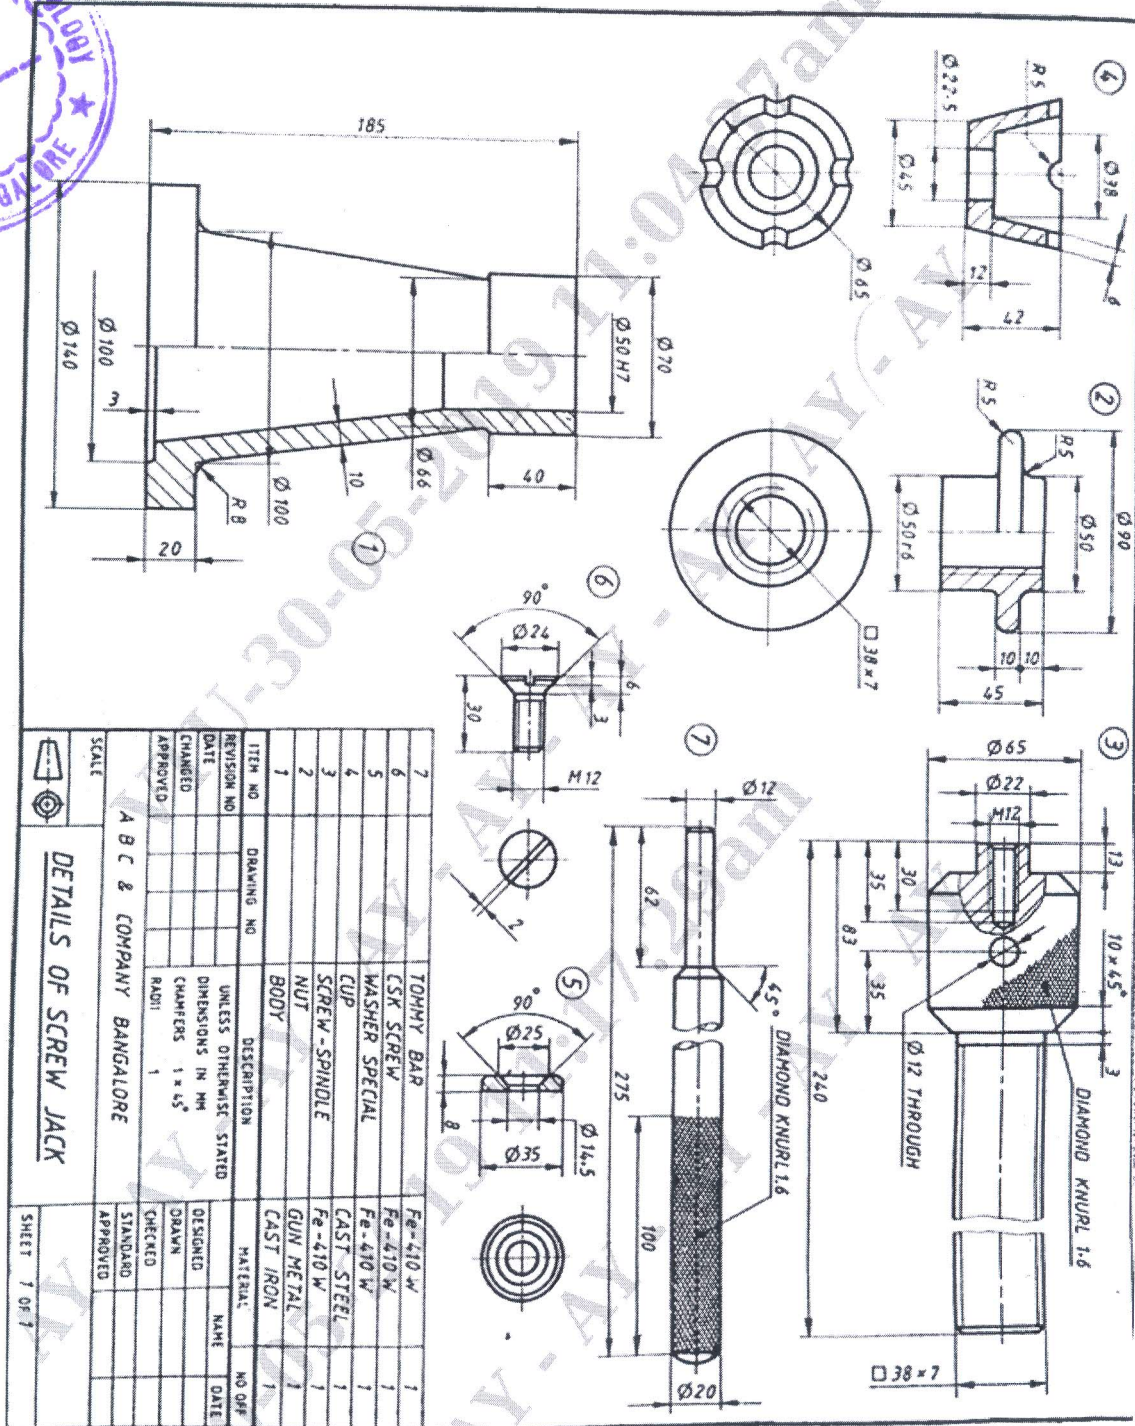 ④
R5
Ø38
6
Ø22·5
Ø45
12
42
Ø 65
②
R5
R5
Ø90
Ø50
Ø50r6
10 10
45
□ 38×7
③
Ø65
Ø22
M12
13
10×45°
3
DIAMOND KNURL 1·6
30
35
35
83
240
Ø 12 THROUGH
□ 38×7
①
185
Ø 70
Ø50H7
40
Ø66
10
Ø100
R8
3
Ø100
Ø140
20
⑥
90°
Ø24
6
3
30
M12
2
⑦
Ø12
62
45°
DIAMOND KNURL 1.6
275
100
Ø20
⑤
90°
Ø25
Ø14.5
Ø35
8
7 TOMMY BAR Fe-410 W 1
6 CSK SCREW Fe-410 W 1
5 WASHER SPECIAL Fe-410 W 1
4 CUP CAST STEEL 1
3 SCREW-SPINDLE Fe-410 W 1
2 NUT GUN METAL 1
1 BODY CAST IRON 1
ITEM NO DRAWING NO DESCRIPTION MATERIAL NO OFF
REVISION NO
DATE
CHANGED
APPROVED
UNLESS OTHERWISE STATED
DIMENSIONS IN MM
CHAMFERS 1×45°
RADII 1
NAME DATE
DESIGNED
DRAWN
CHECKED
STANDARD
APPROVED
A B C & COMPANY BANGALORE
SCALE
DETAILS OF SCREW JACK
SHEET 1 OF 1